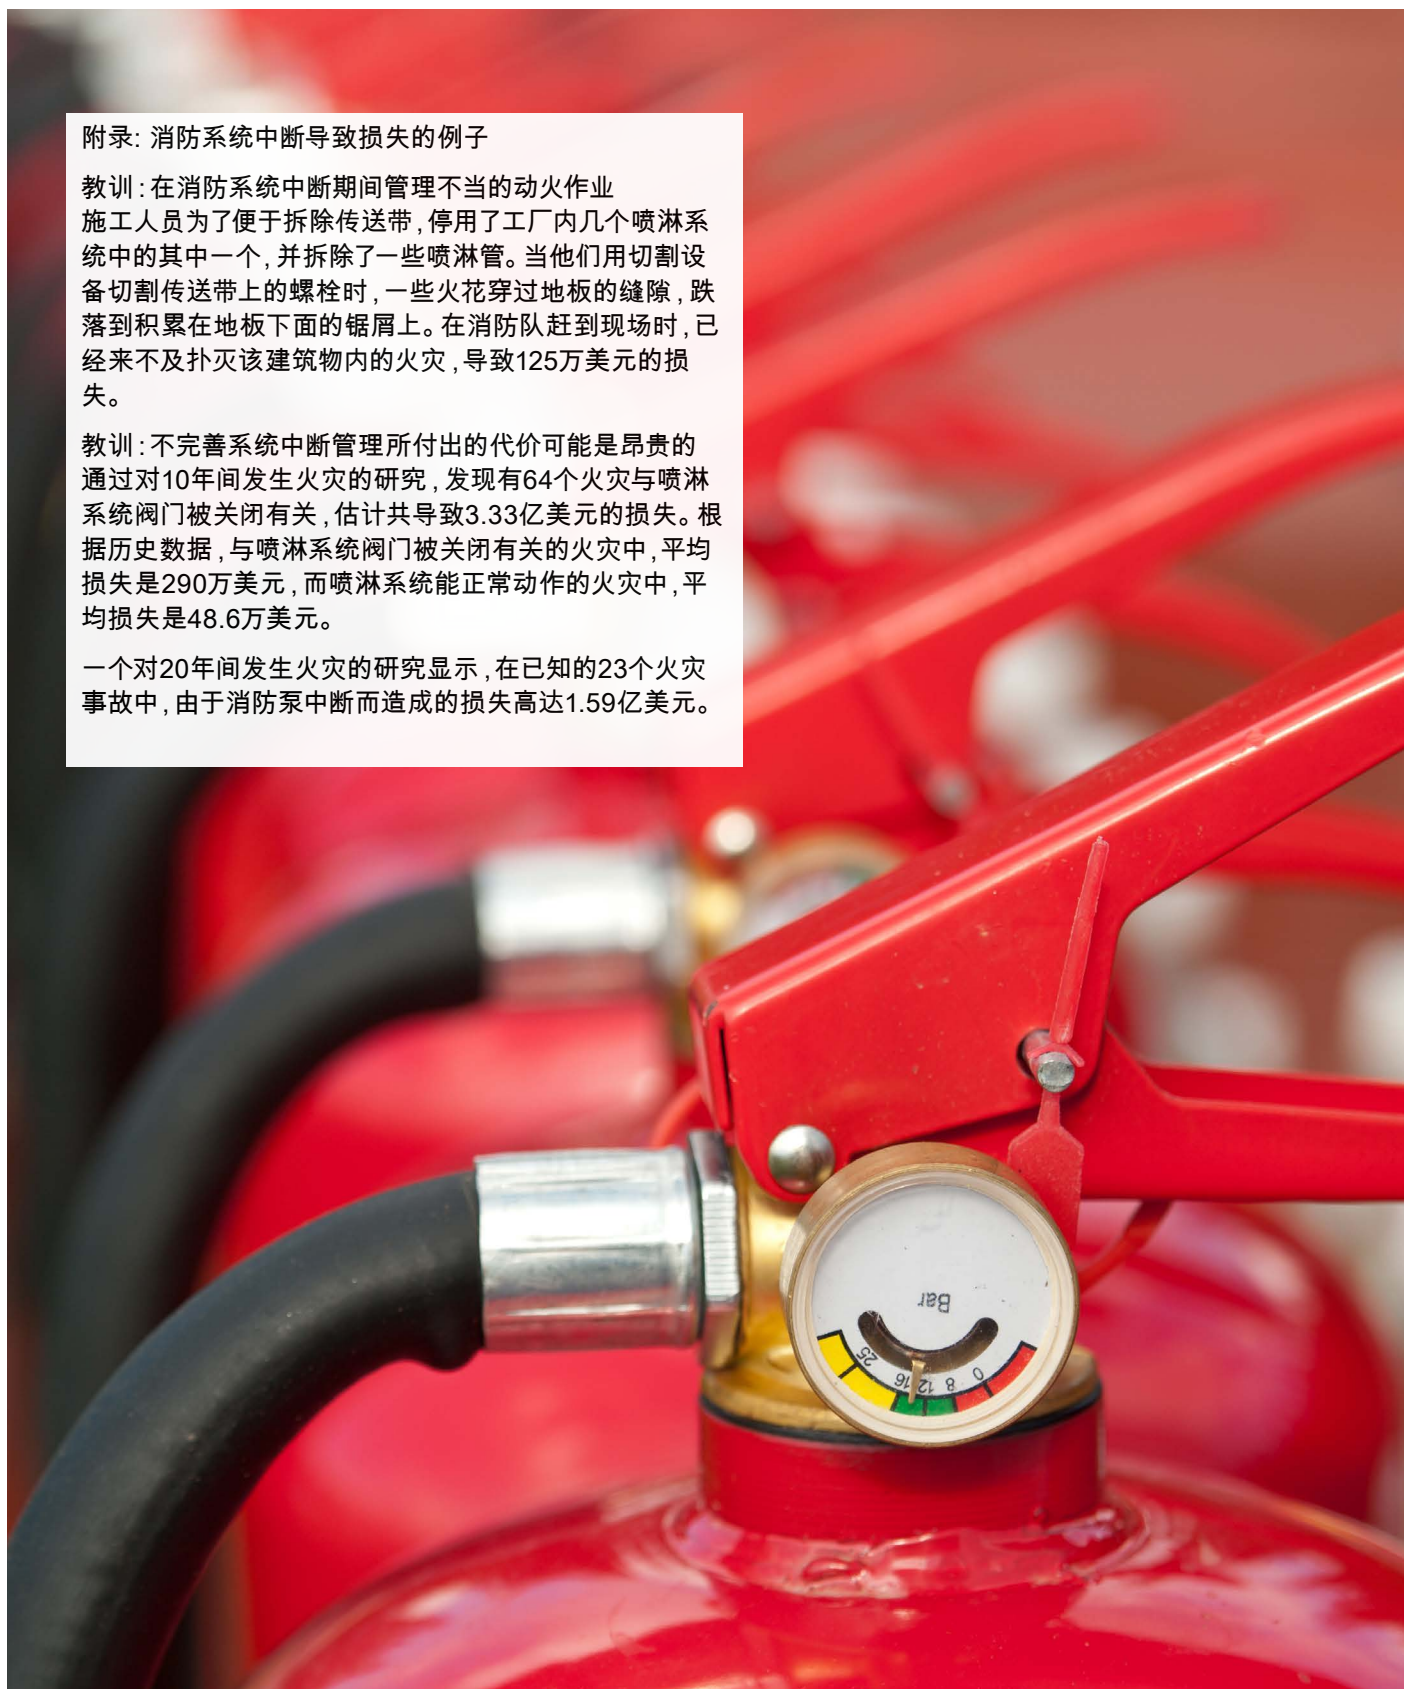 附录: 消防系统中断导致损失的例子
教训:在消防系统中断期间管理不当的动火作业
施工人员为了便于拆除传送带,停用了工厂内几个喷淋系
统中的其中一个,并拆除了一些喷淋管。当他们用切割设
备切割传送带上的螺栓时,一些火花穿过地板的缝隙,跌
落到积累在地板下面的锯屑上。在消防队赶到现场时,已
经来不及扑灭该建筑物内的火灾,导致125万美元的损
失。
教训:不完善系统中断管理所付出的代价可能是昂贵的
通过对10年间发生火灾的研究,发现有64个火灾与喷淋
系统阀门被关闭有关,估计共导致3.33亿美元的损失。根
据历史数据,与喷淋系统阀门被关闭有关的火灾中,平均
损失是290万美元,而喷淋系统能正常动作的火灾中,平
均损失是48.6万美元。
一个对20年间发生火灾的研究显示,在已知的23个火灾
事故中,由于消防泵中断而造成的损失高达1.59亿美元。
Bar
0 8 12 16 25